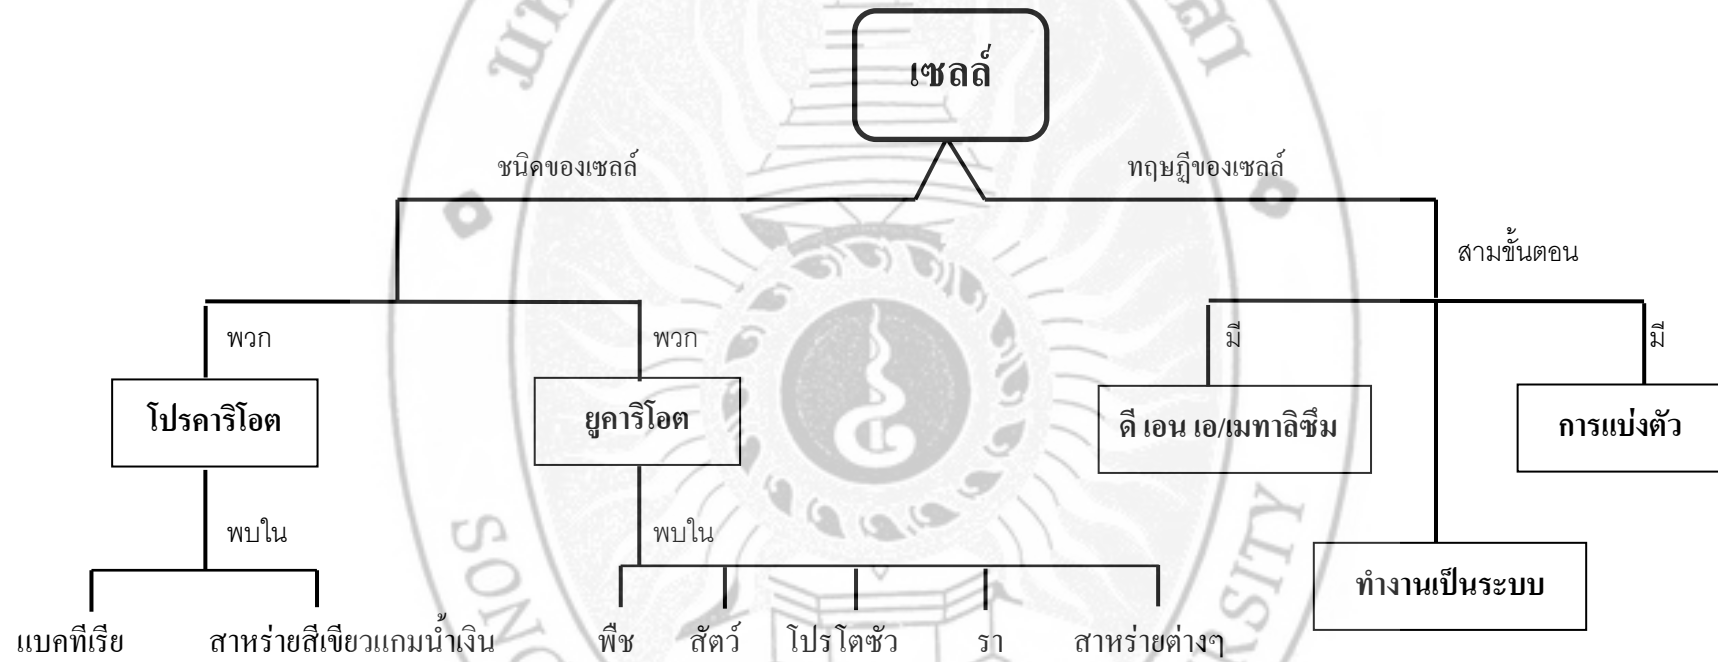 เซลล์
ชนิดของเซลล์
ทฤษฎีของเซลล์
สามขั้นตอน
พวก
พวก
มี
มี
โปรคาริโอต
ยูคาริโอต
ดี เอน เอ/เมทาลิซึม
การแบ่งตัว
พบใน
พบใน
ทำงานเป็นระบบ
แบคทีเรีย
สาหร่ายสีเขียวแกมน้ำเงิน
พืช
สัตว์
โปรโตซัว
รา
สาหร่ายต่างๆ